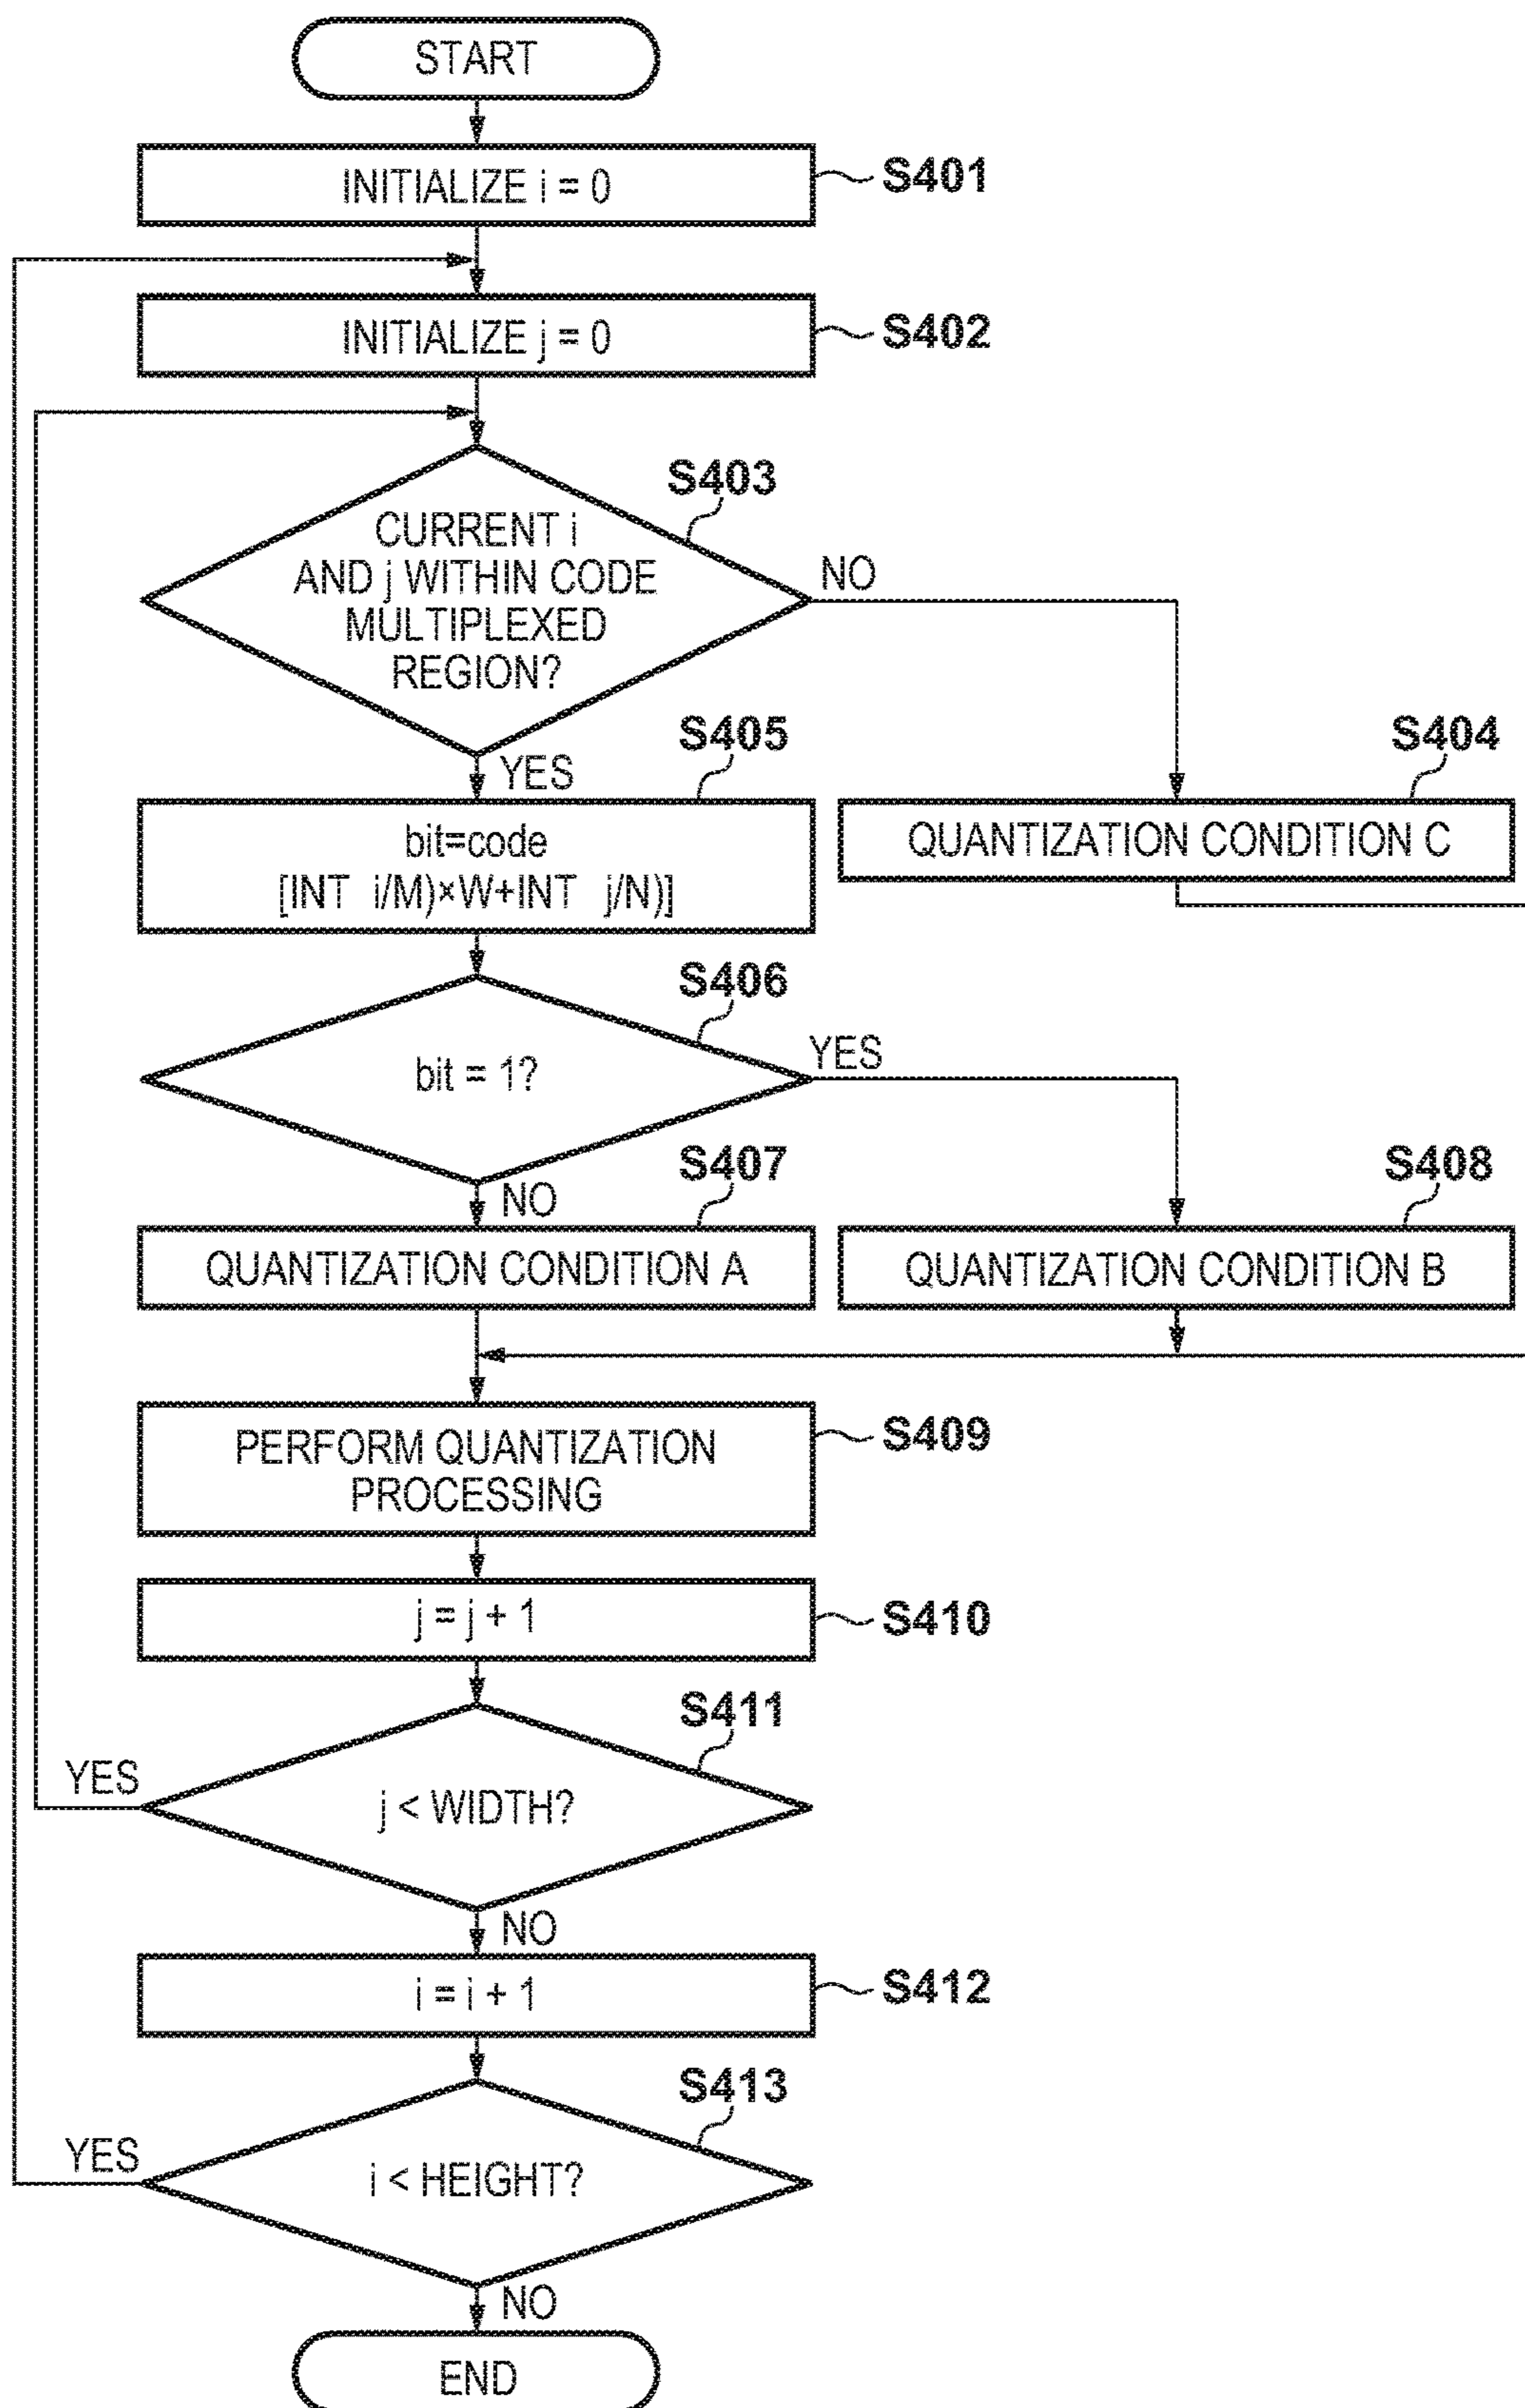 START
INITIALIZE i = 0
S401
INITIALIZE j = 0
S402
S403
CURRENT i
AND j WITHIN CODE
MULTIPLEXED
REGION?
NO
YES
S405
S404
bit=code
[INT i/M)×W+INT j/N)]
QUANTIZATION CONDITION C
S406
bit = 1?
YES
NO
S407
S408
QUANTIZATION CONDITION A
QUANTIZATION CONDITION B
PERFORM QUANTIZATION
PROCESSING
S409
j = j + 1
S410
S411
YES
j < WIDTH?
NO
i = i + 1
S412
S413
YES
i < HEIGHT?
NO
END